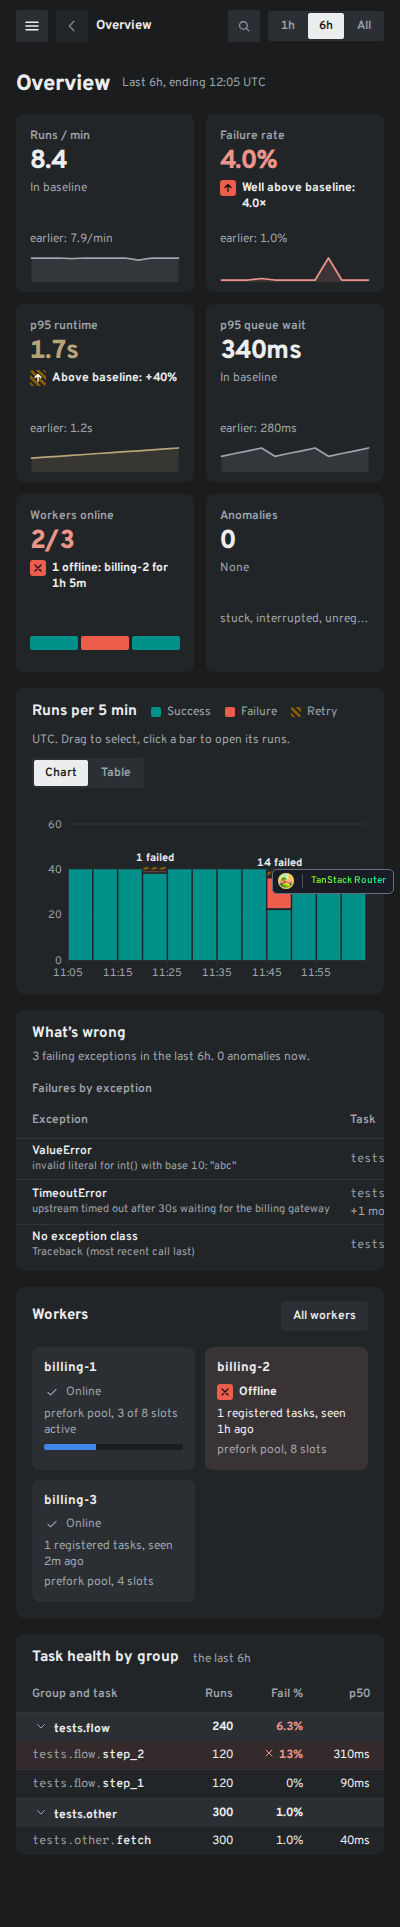 Overview
1h 6h All
Overview Last 6h, ending 12:05 UTC
Runs / min
8.4
In baseline
earlier: 7.9/min
Failure rate
4.0%
Well above baseline:
4.0×
earlier: 1.0%
p95 runtime
1.7s
Above baseline: +40%
earlier: 1.2s
p95 queue wait
340ms
In baseline
earlier: 280ms
Workers online
2/3
1 offline: billing-2 for
1h 5m
Anomalies
0
None
stuck, interrupted, unreg…
Runs per 5 min Success Failure Retry
UTC. Drag to select, click a bar to open its runs.
Chart Table
60
40
20
0
1 failed
14 failed
TanStack Router
11:05 11:15 11:25 11:35 11:45 11:55
What's wrong
3 failing exceptions in the last 6h. 0 anomalies now.
Failures by exception
Exception Task
ValueError
invalid literal for int() with base 10: "abc"
tests
TimeoutError
upstream timed out after 30s waiting for the billing gateway
tests
+1 mo
No exception class
Traceback (most recent call last)
tests
Workers All workers
billing-1
Online
prefork pool, 3 of 8 slots
active
billing-2
Offline
1 registered tasks, seen
1h ago
prefork pool, 8 slots
billing-3
Online
1 registered tasks, seen
2m ago
prefork pool, 4 slots
Task health by group the last 6h
Group and task Runs Fail % p50
tests.flow 240 6.3%
tests.flow.step_2 120 13% 310ms
tests.flow.step_1 120 0% 90ms
tests.other 300 1.0%
tests.other.fetch 300 1.0% 40ms